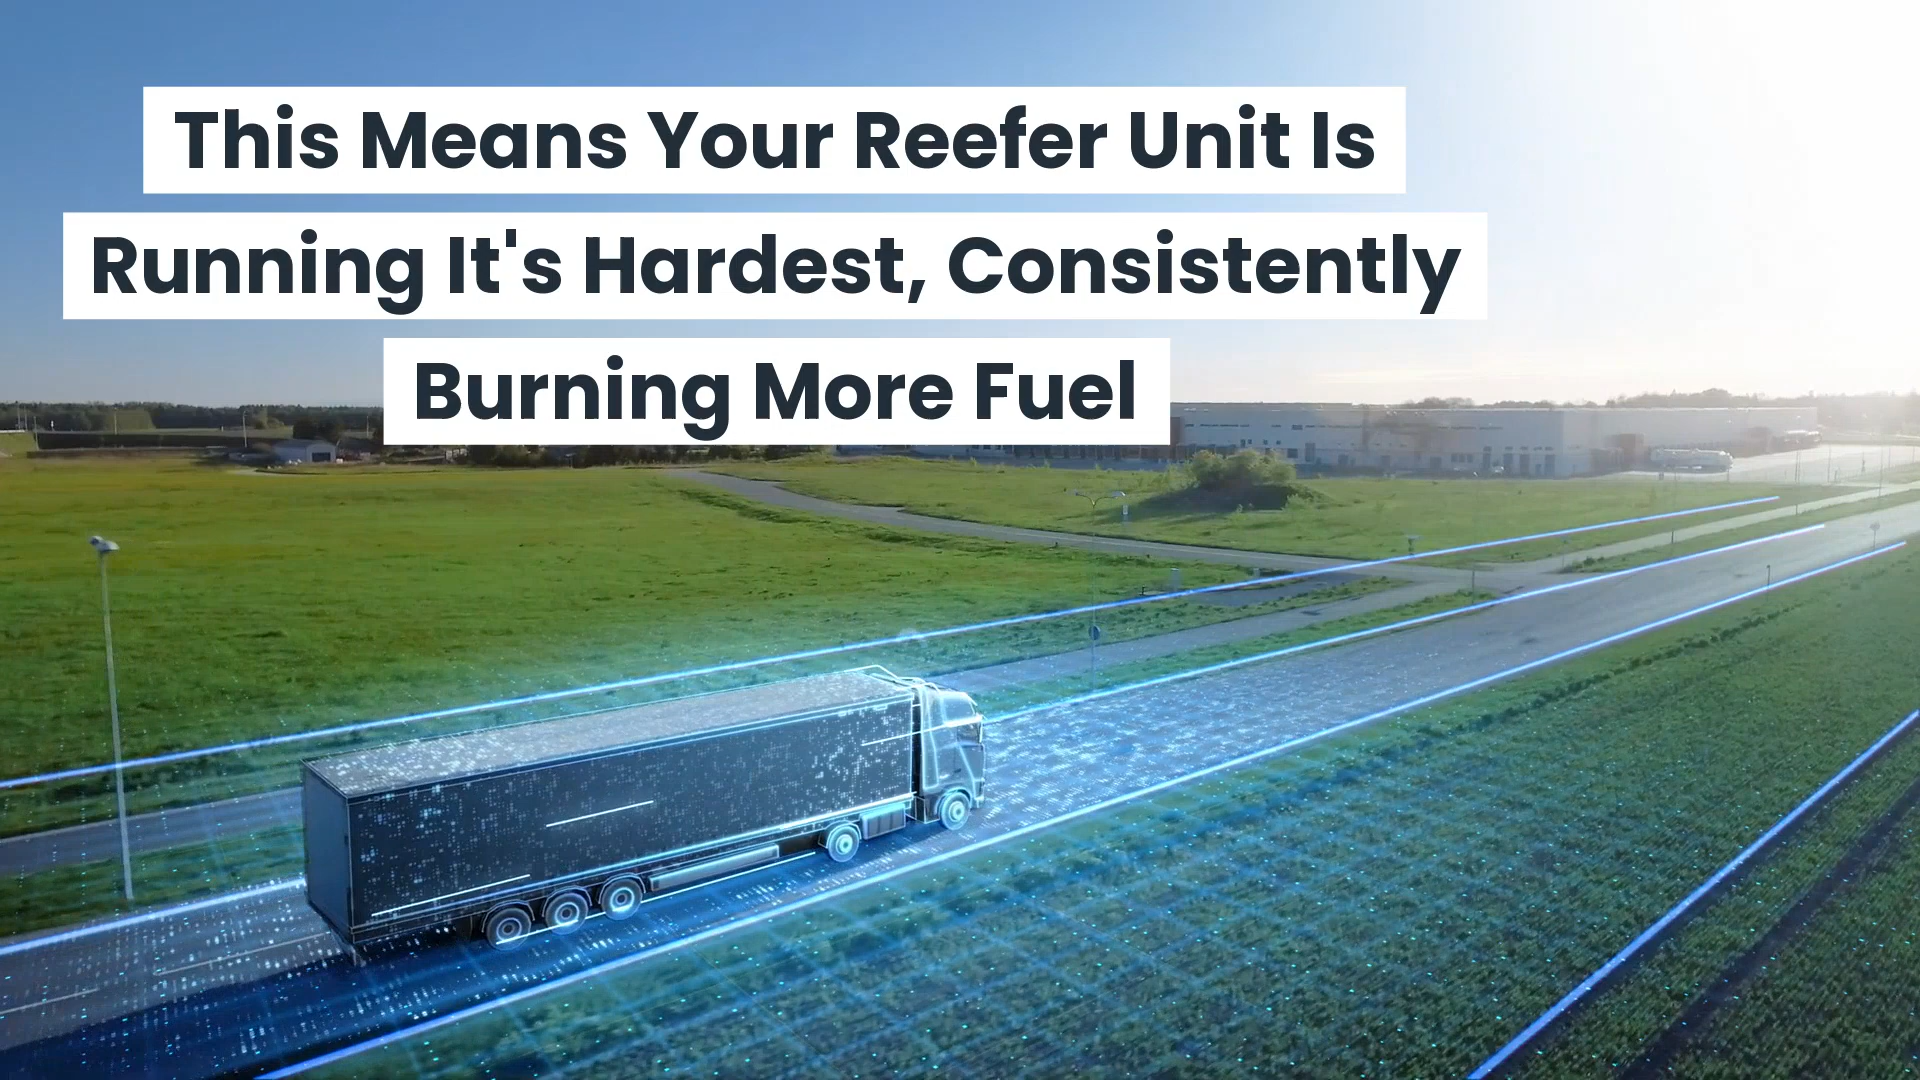 This Means Your Reefer Unit Is
Running It's Hardest, Consistently
Burning More Fuel